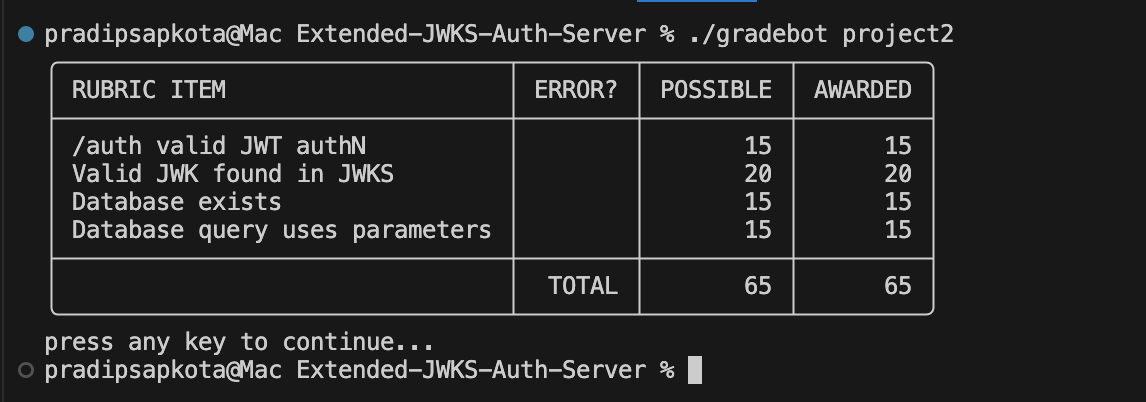 pradipsapkota@Mac Extended-JWKS-Auth-Server % ./gradebot project2
RUBRIC ITEM ERROR? POSSIBLE AWARDED
/auth valid JWT authN 15 15
Valid JWK found in JWKS 20 20
Database exists 15 15
Database query uses parameters 15 15
TOTAL 65 65
press any key to continue...
pradipsapkota@Mac Extended-JWKS-Auth-Server %